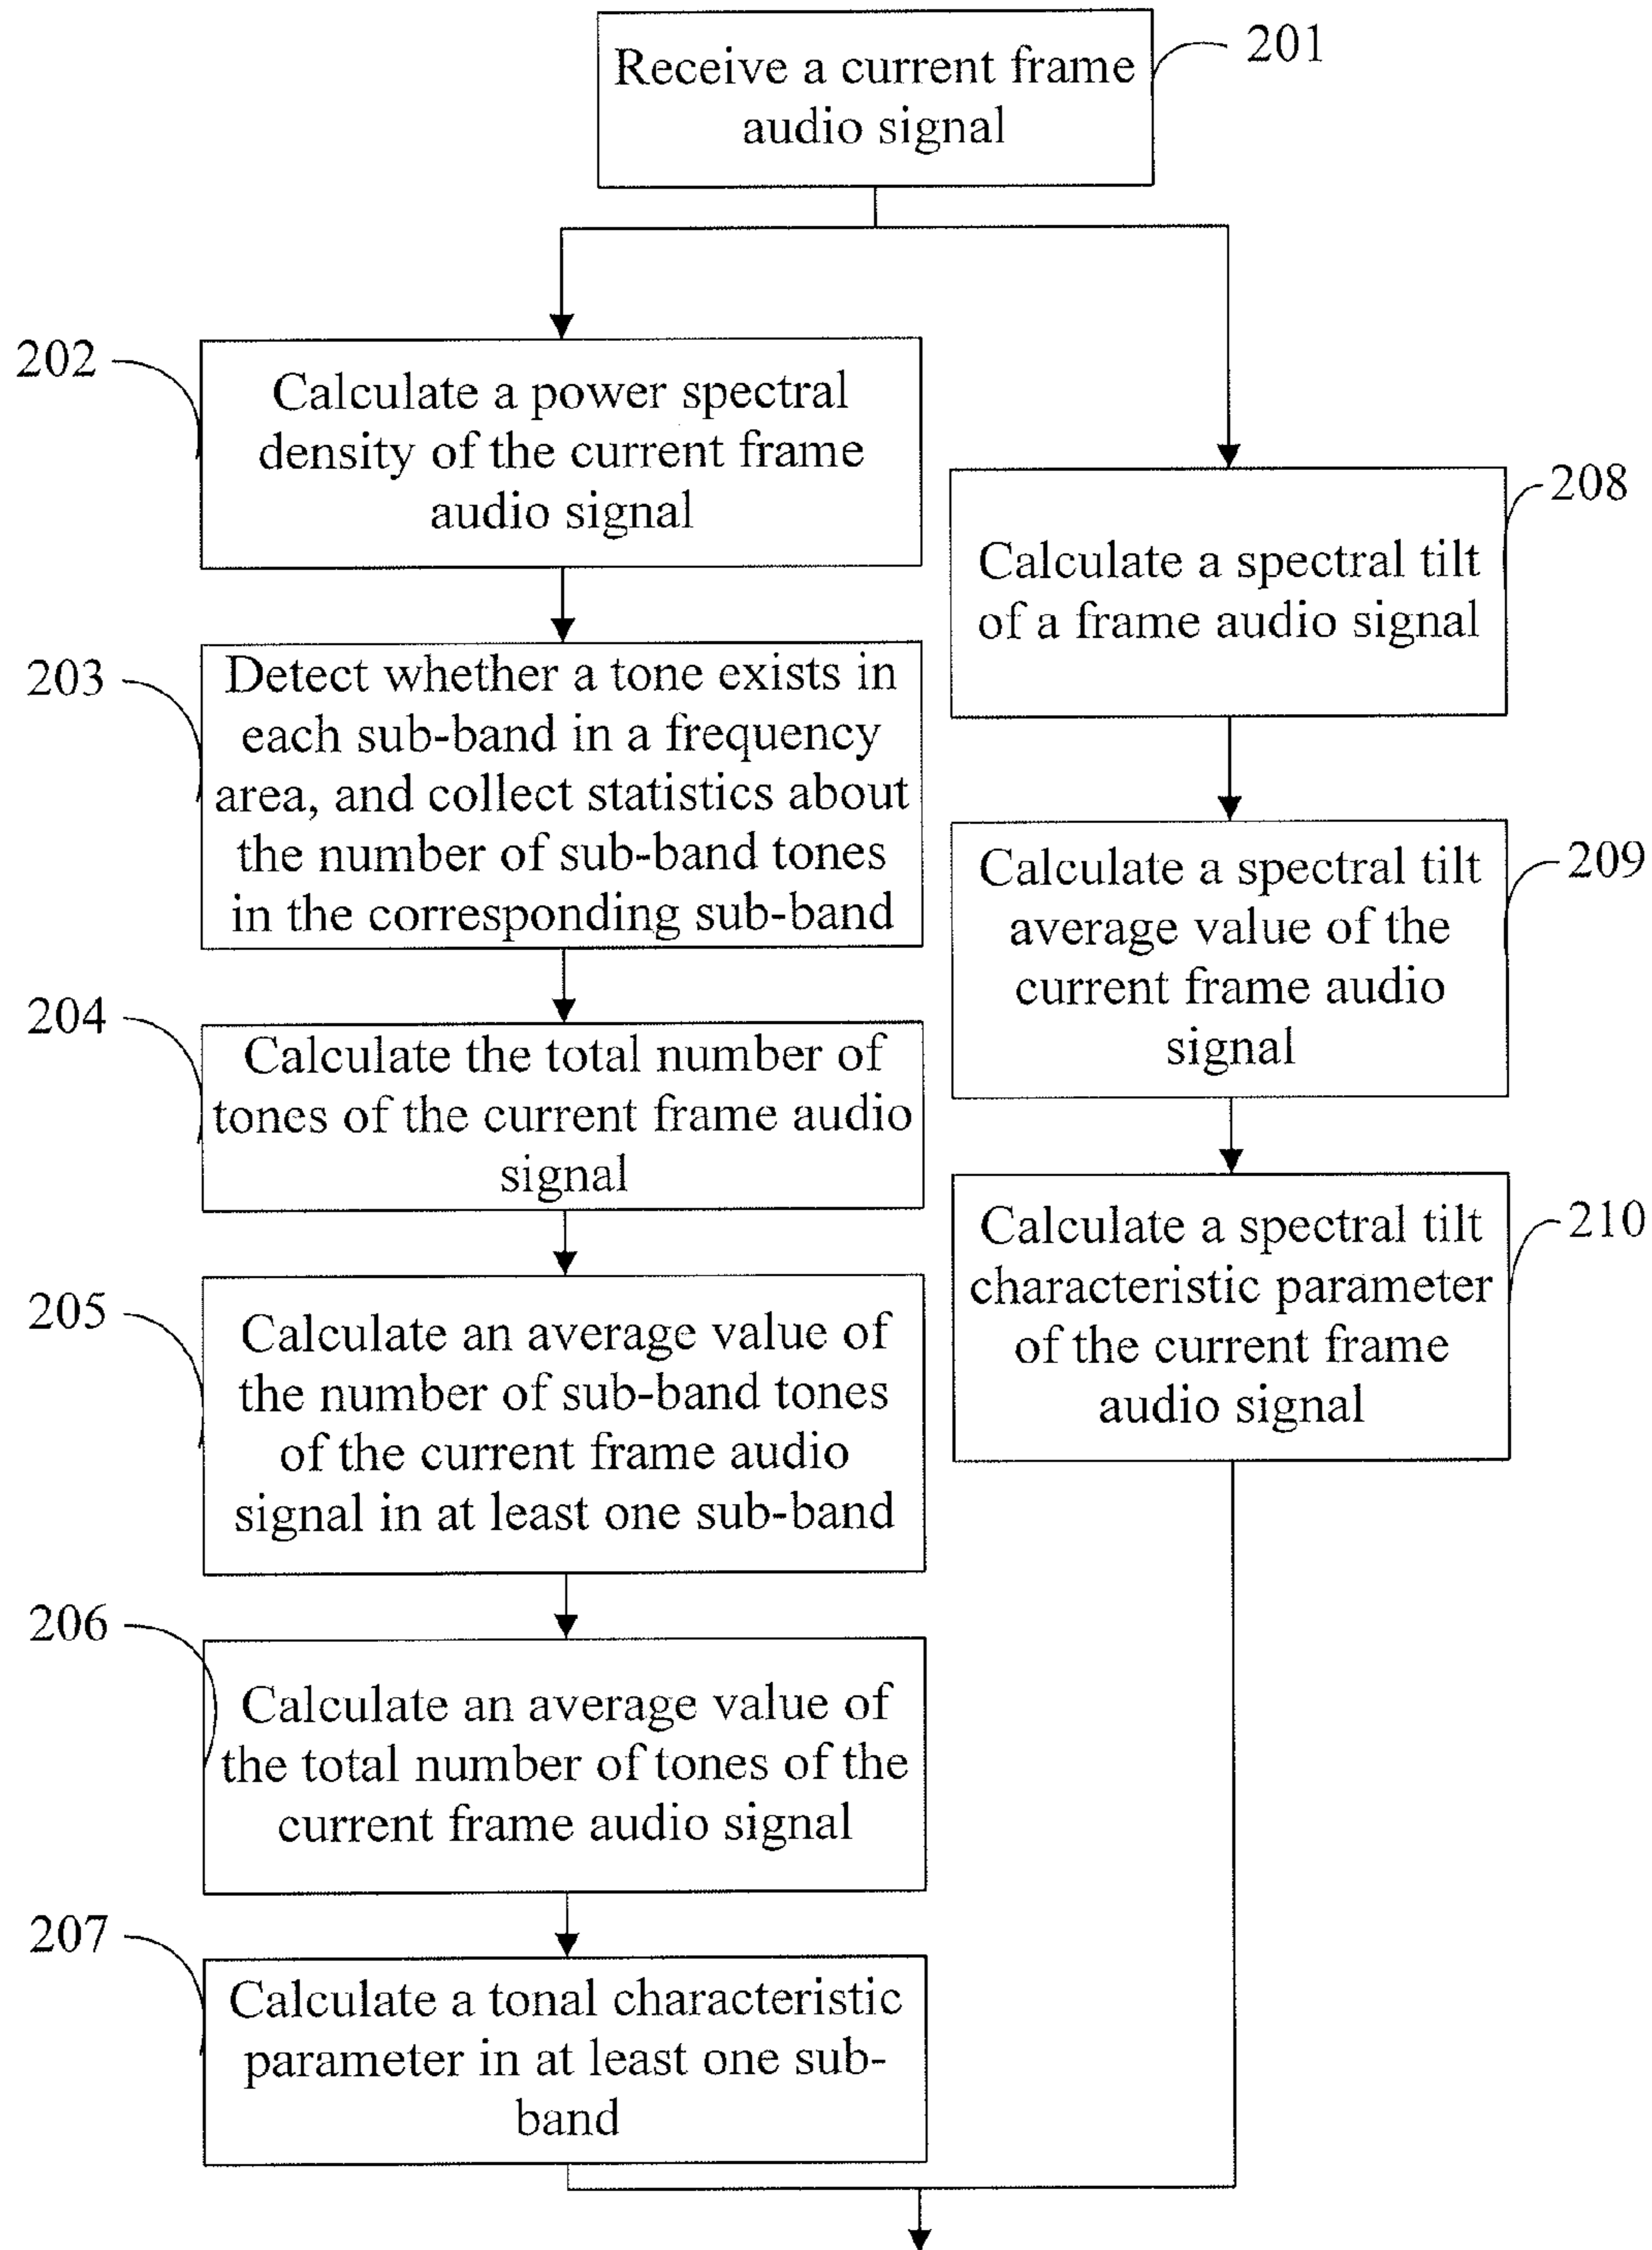 Receive a current frame
audio signal
201
202
Calculate a power spectral
density of the current frame
audio signal
203
Detect whether a tone exists in
each sub-band in a frequency
area, and collect statistics about
the number of sub-band tones
in the corresponding sub-band
204
Calculate the total number of
tones of the current frame audio
signal
205
Calculate an average value of
the number of sub-band tones
of the current frame audio
signal in at least one sub-band
206
Calculate an average value of
the total number of tones of the
current frame audio signal
207
Calculate a tonal characteristic
parameter in at least one sub-
band
208
Calculate a spectral tilt
of a frame audio signal
209
Calculate a spectral tilt
average value of the
current frame audio
signal
210
Calculate a spectral tilt
characteristic parameter
of the current frame
audio signal